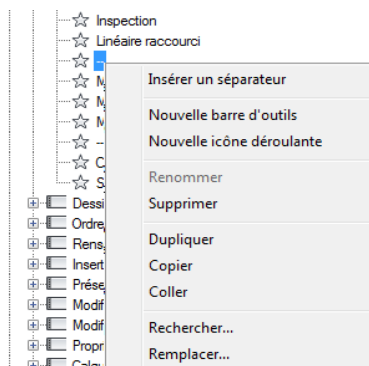 Inspection
Linéaire raccourci
--
M
Insérer un séparateur
M
Nouvelle barre d'outils
M
Nouvelle icône déroulante
--
C
Renommer
S
Supprimer
Dessi
Ordre
Dupliquer
Rens
Copier
Insert
Coller
Prése
Modif
Rechercher...
Modif
Remplacer...
Propr